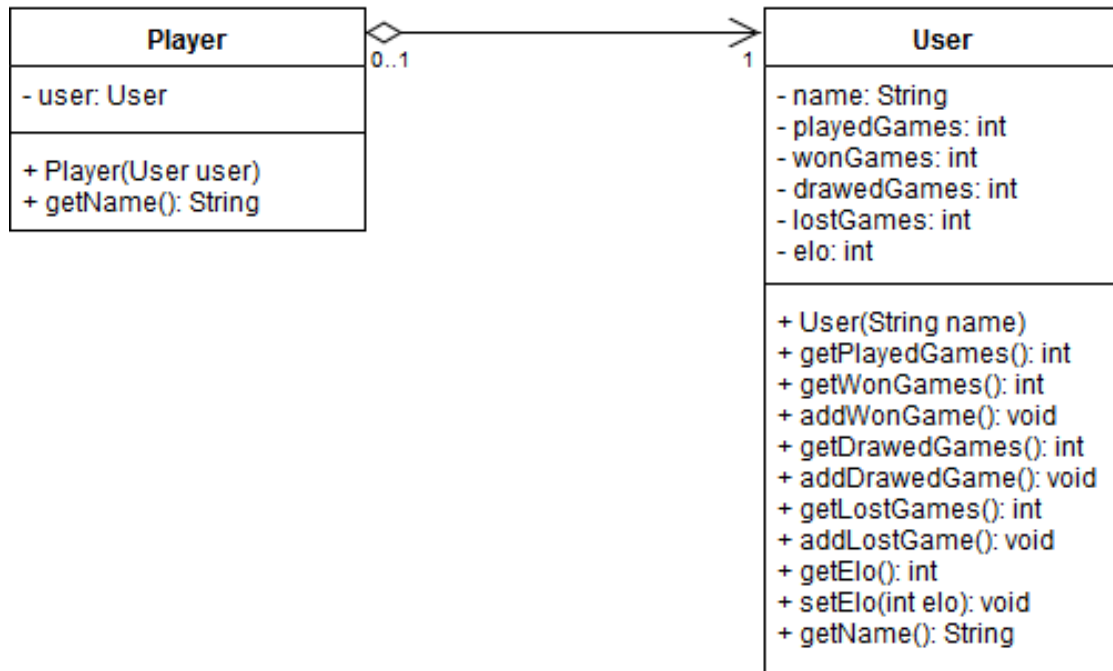 Player
0..1
1
User
- user: User
+ Player(User user)
+ getName(): String
- name: String
- playedGames: int
- wonGames: int
- drawedGames: int
- lostGames: int
- elo: int
+ User(String name)
+ getPlayedGames(): int
+ getWonGames(): int
+ addWonGame(): void
+ getDrawedGames(): int
+ addDrawedGame(): void
+ getLostGames(): int
+ addLostGame(): void
+ getElo(): int
+ setElo(int elo): void
+ getName(): String